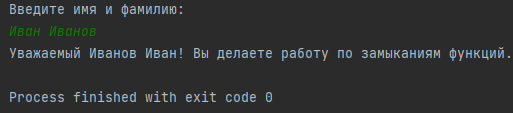 Введите имя и фамилию:
Иван Иванов
Уважаемый Иванов Иван! Вы делаете работу по замыканиям функций.
Process finished with exit code 0